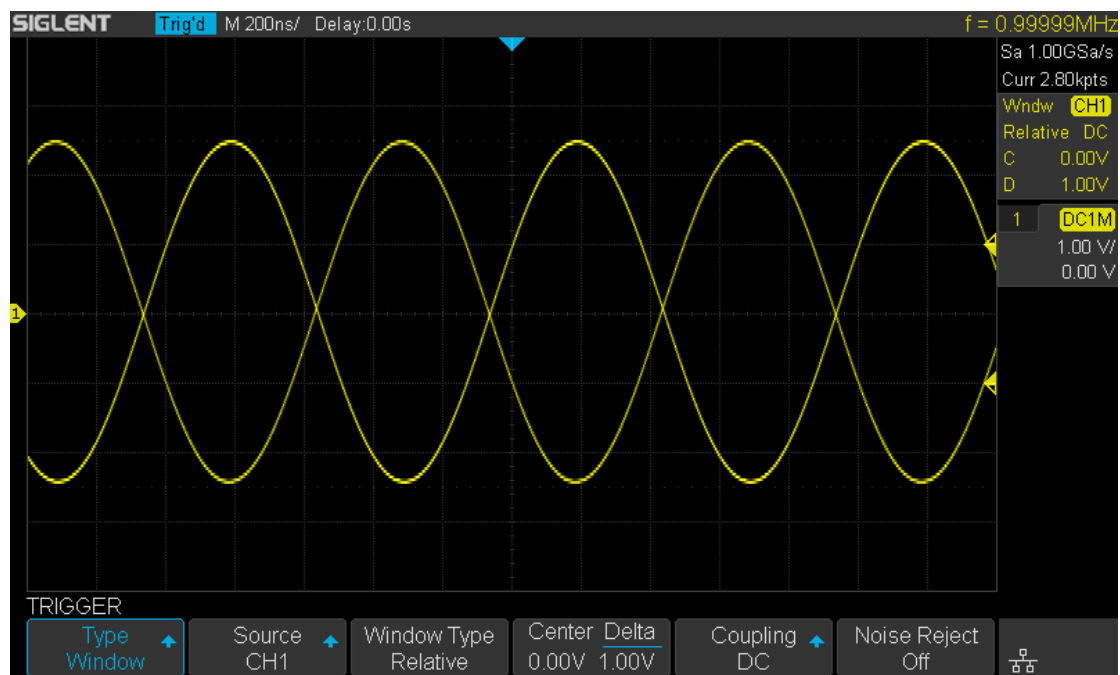 SIGLENT Trig'd M 200ns/ Delay:0.00s f = 0.99999MHz
Sa 1.00GSa/s
Curr 2.80kpts
Wndw CH1
Relative DC
C 0.00V
D 1.00V
1 DC1M
1.00 V/
0.00 V
1
TRIGGER
Type Source Window Type Center Delta Coupling Noise Reject
Window CH1 Relative 0.00V 1.00V DC Off